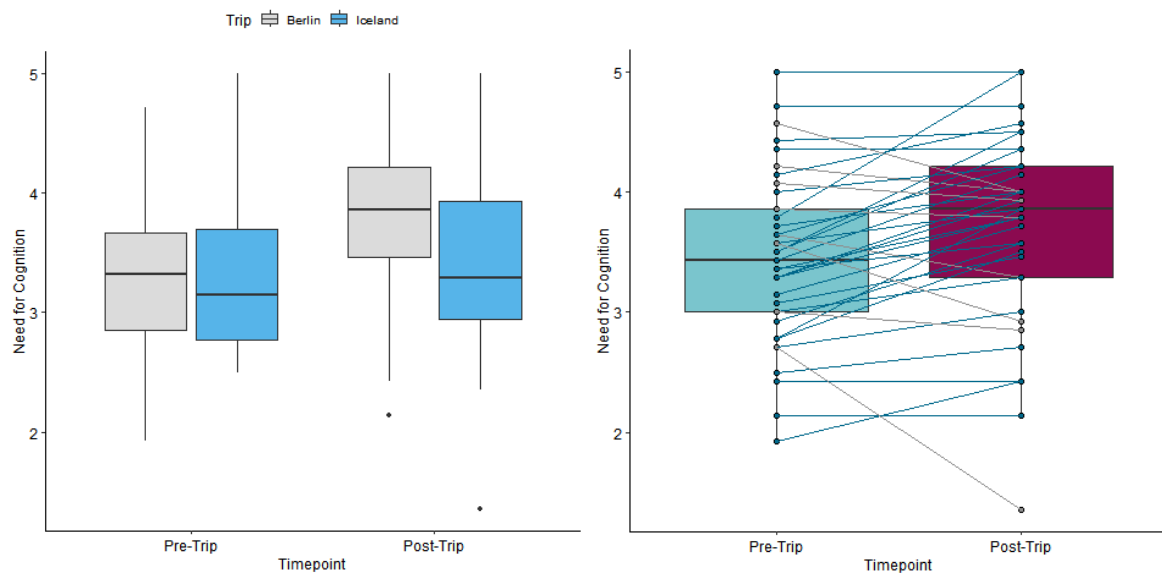 Trip Berlin Iceland
Need for Cognition
5
4
3
2
Pre-Trip Post-Trip
Timepoint
Need for Cognition
5
4
3
2
Pre-Trip Post-Trip
Timepoint